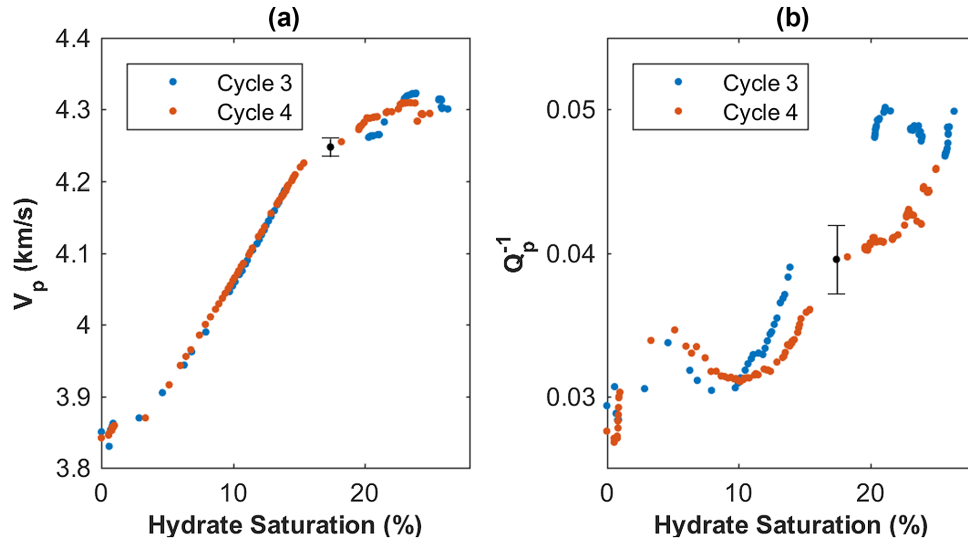 (a)
4.4
4.3
4.2
4.1
4
3.9
3.8
V_p (km/s)
Cycle 3
Cycle 4
0
10
20
Hydrate Saturation (%)
(b)
0.05
0.04
0.03
Q_p^-1
Cycle 3
Cycle 4
0
10
20
Hydrate Saturation (%)